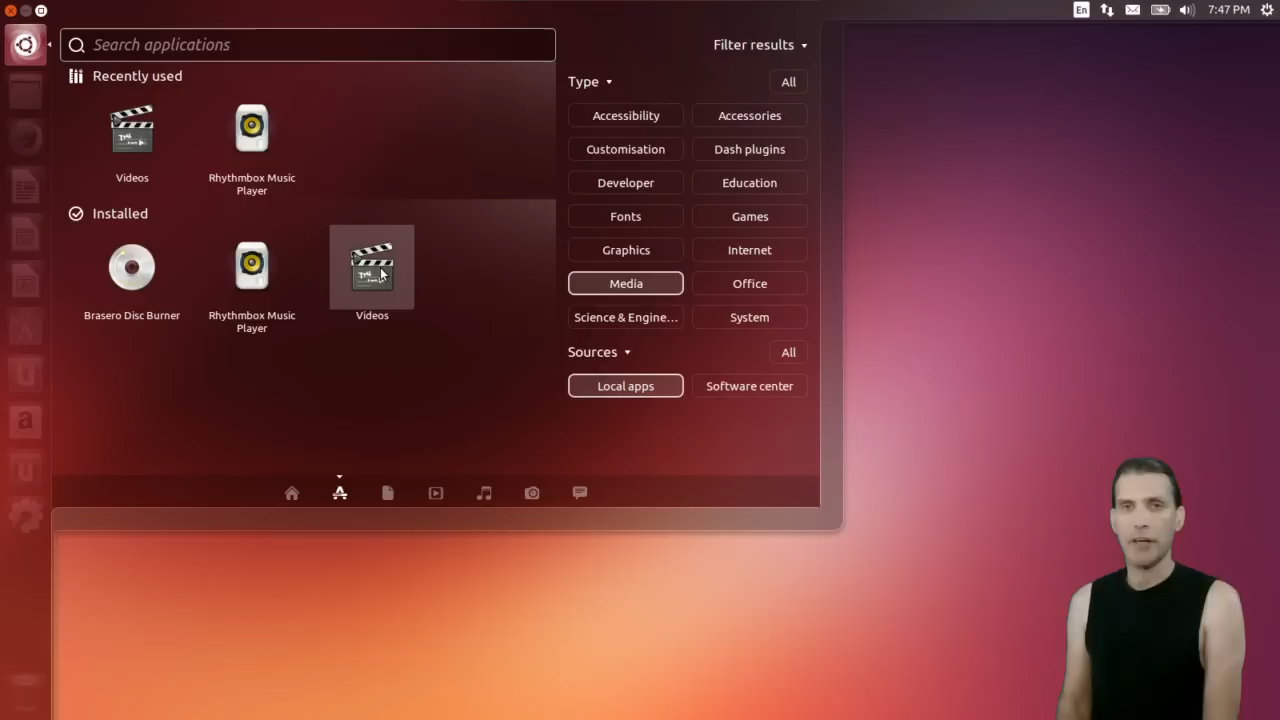 En
7:47 PM
Search applications
Filter results
Recently used
Videos
Rhythmbox Music
Player
Installed
Brasero Disc Burner
Rhythmbox Music
Player
Videos
Type
All
Accessibility
Accessories
Customisation
Dash plugins
Developer
Education
Fonts
Games
Graphics
Internet
Media
Office
Science & Engine...
System
Sources
All
Local apps
Software center